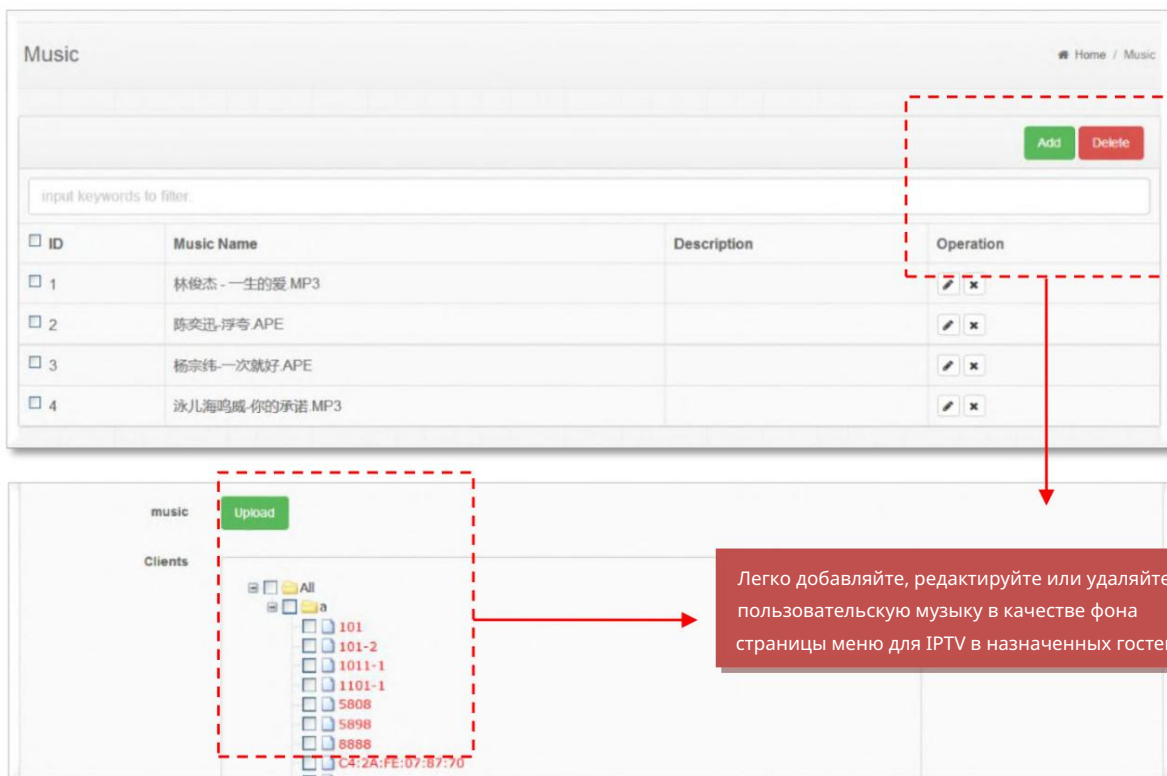 Music
Home / Music
Add Delete
input keywords to filter.
ID Music Name Description Operation
1 林俊杰 - 一生的爱.MP3
2 陈奕迅-浮夸.APE
3 杨宗纬-一次就好.APE
4 泳儿海鸣威-你的承诺.MP3
music Upload
Clients
All
a
101
101-2
1011-1
1101-1
5808
5898
8888
C4:2A:FE:07:87:70
Легко добавляйте, редактируйте или удаляйте
пользовательскую музыку в качестве фона
страницы меню для IPTV в назначенных